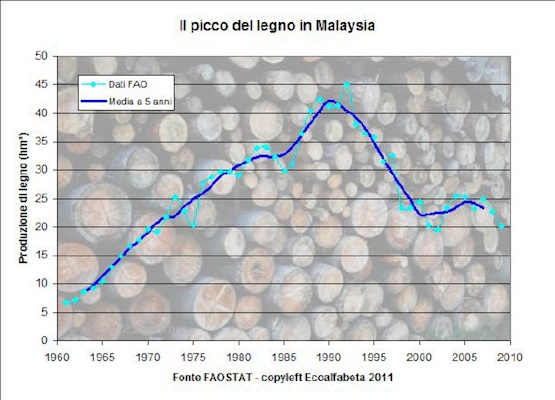 Il picco del legno in Malaysia
Produzione di legno (hm³)
50
45
40
35
30
25
20
15
10
5
0
Dati FAO
Media a 5 anni
1960 1965 1970 1975 1980 1985 1990 1995 2000 2005 2010
Fonte FAOSTAT - copyleft Ecoalfabeta 2011